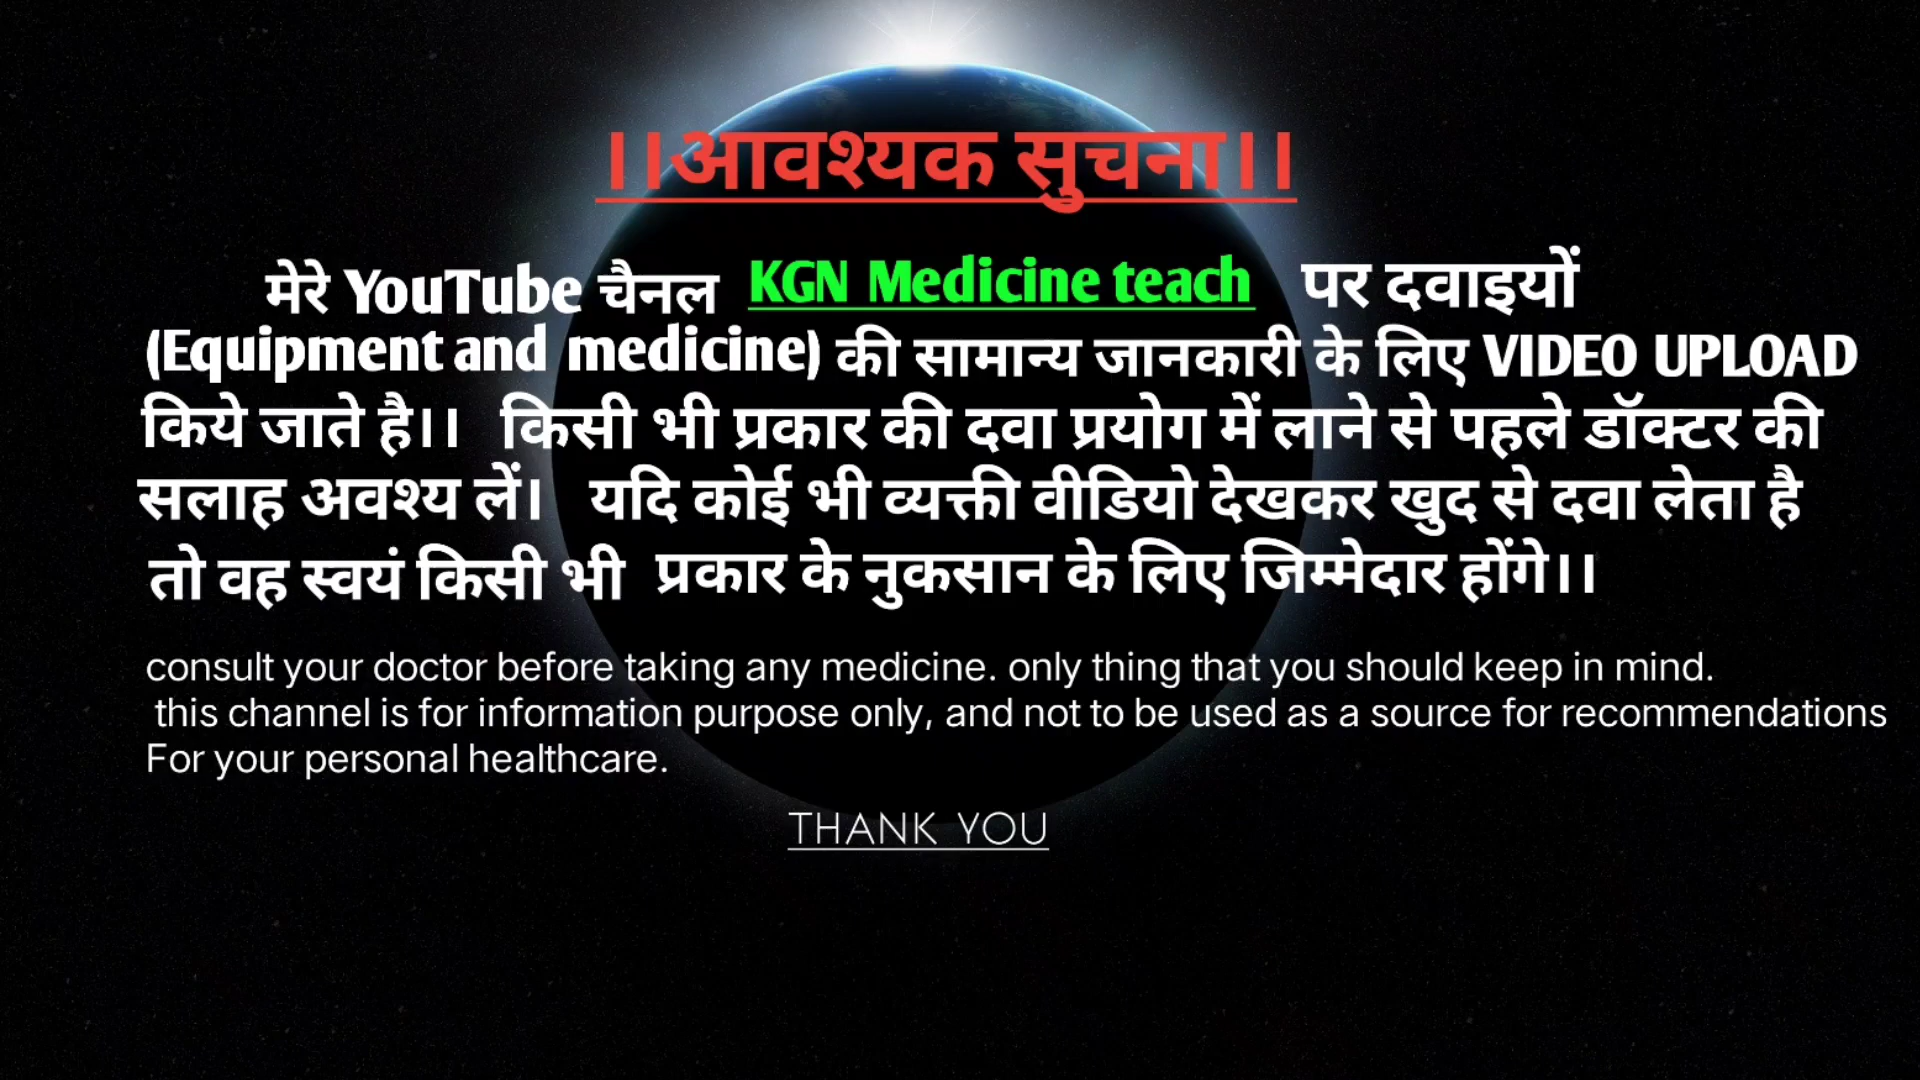 ।।आवश्यक सुचना।।
मेरे YouTube चैनल KGN Medicine teach पर दवाइयों
(Equipment and medicine) की सामान्य जानकारी के लिए VIDEO UPLOAD
किये जाते है।। किसी भी प्रकार की दवा प्रयोग में लाने से पहले डॉक्टर की
सलाह अवश्य लें। यदि कोई भी व्यक्ती वीडियो देखकर खुद से दवा लेता है
तो वह स्वयं किसी भी प्रकार के नुकसान के लिए जिम्मेदार होंगे।।
consult your doctor before taking any medicine. only thing that you should keep in mind.
this channel is for information purpose only, and not to be used as a source for recommendations
For your personal healthcare.
THANK YOU